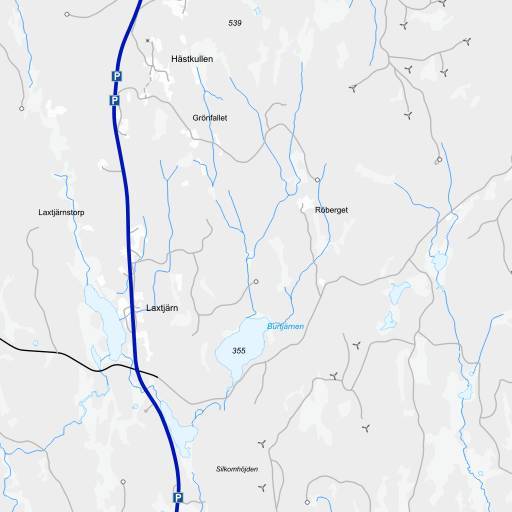 539
Hästkullen
P
P
Grönfallet
Laxtjärnstorp
Röberget
Laxtjärn
Burtjärnen
355
Silkomhöjden
P